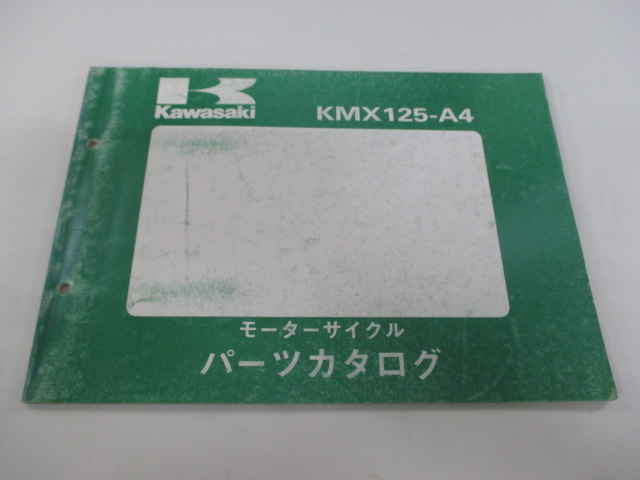 Kawasaki
KMX125-A4
モーターサイクル
パーツカタログ